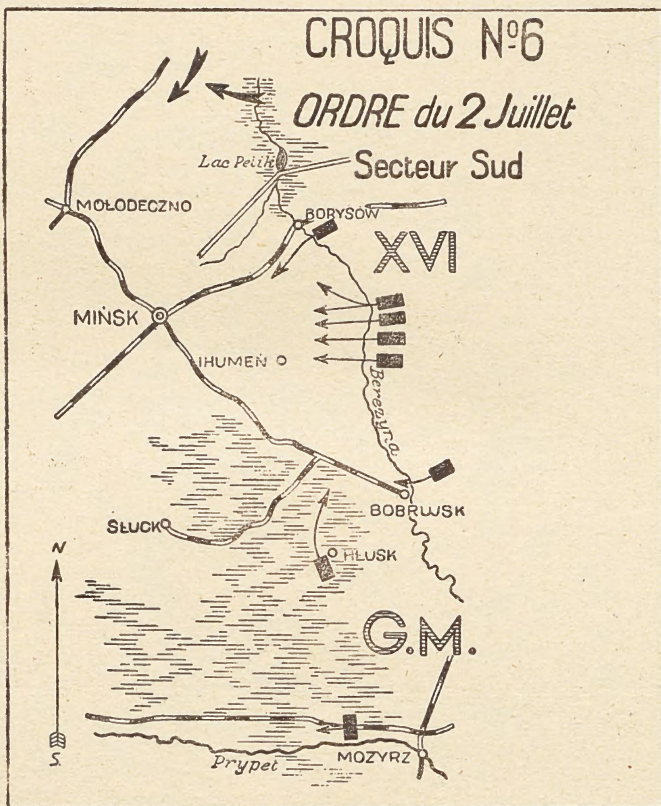 CROQUIS Nº6
ORDRE du 2 Juillet
Secteur Sud
Lac Pelik
MOŁODECZNO
BORYSÓW
XVI
MIŃSK
IHUMEŃ
Berezyna
BOBRUJSK
SŁUCK
HŁUSK
N
G.M.
S.
Prypeť
MOZYRZ